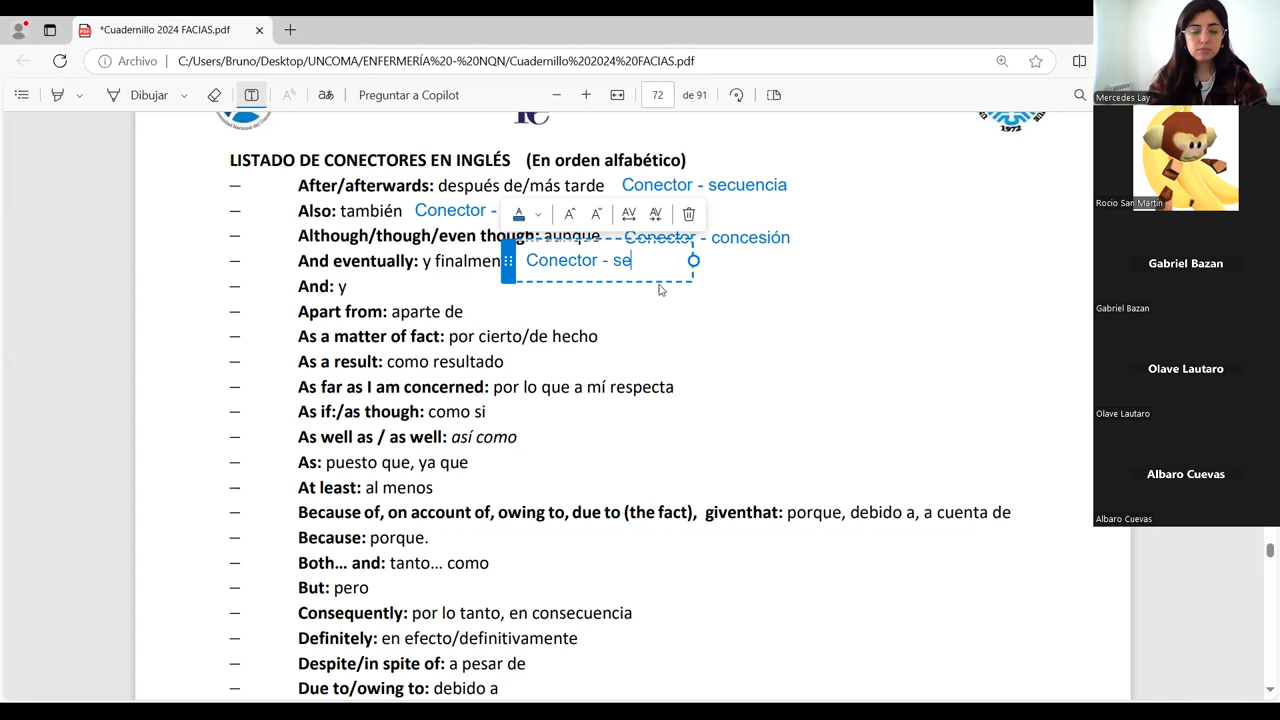 *Cuadernillo 2024 FACIAS.pdf
Archivo C:/Users/Bruno/Desktop/UNCOMA/ENFERMERÍA%20-%20NQN/Cuadernillo%202024%20FACIAS.pdf
Dibujar Preguntar a Copilot 72 de 91
1972
LISTADO DE CONECTORES EN INGLÉS (En orden alfabético)
– After/afterwards: después de/más tarde Conector - secuencia
– Also: también Conector -
– Although/though/even though: aunque Conector - concesión
– And eventually: y finalmen Conector - se
– And: y
– Apart from: aparte de
– As a matter of fact: por cierto/de hecho
– As a result: como resultado
– As far as I am concerned: por lo que a mí respecta
– As if:/as though: como si
– As well as / as well: así como
– As: puesto que, ya que
– At least: al menos
– Because of, on account of, owing to, due to (the fact), giventhat: porque, debido a, a cuenta de
– Because: porque.
– Both… and: tanto… como
– But: pero
– Consequently: por lo tanto, en consecuencia
– Definitely: en efecto/definitivamente
– Despite/in spite of: a pesar de
– Due to/owing to: debido a
Mercedes Lay
Rocio San Martin
Gabriel Bazan
Gabriel Bazan
Olave Lautaro
Olave Lautaro
Albaro Cuevas
Albaro Cuevas